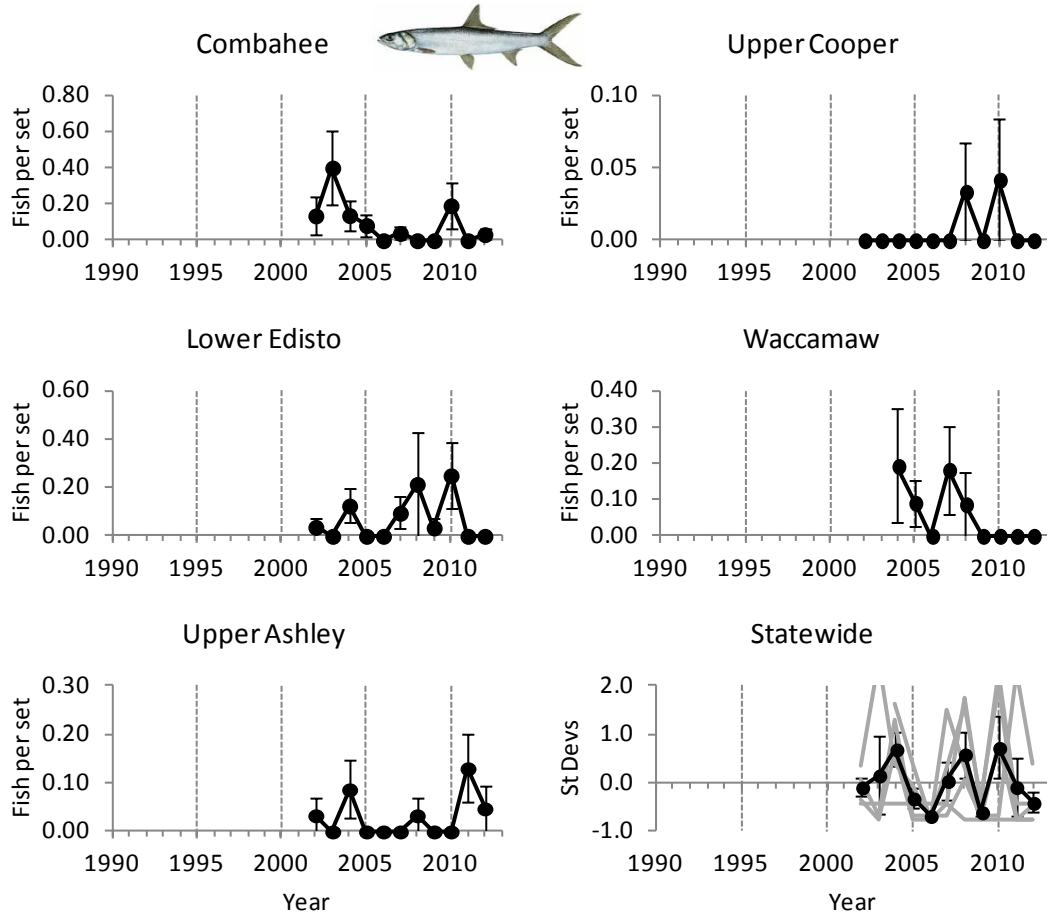 Combahee
Fish per set
0.80
0.60
0.40
0.20
0.00
1990 1995 2000 2005 2010
Upper Cooper
Fish per set
0.10
0.05
0.00
1990 1995 2000 2005 2010
Lower Edisto
Fish per set
0.60
0.40
0.20
0.00
1990 1995 2000 2005 2010
Waccamaw
Fish per set
0.40
0.30
0.20
0.10
0.00
1990 1995 2000 2005 2010
Upper Ashley
Fish per set
0.30
0.20
0.10
0.00
1990 1995 2000 2005 2010
Year
Statewide
St Devs
2.0
1.0
0.0
-1.0
1990 1995 2000 2005 2010
Year